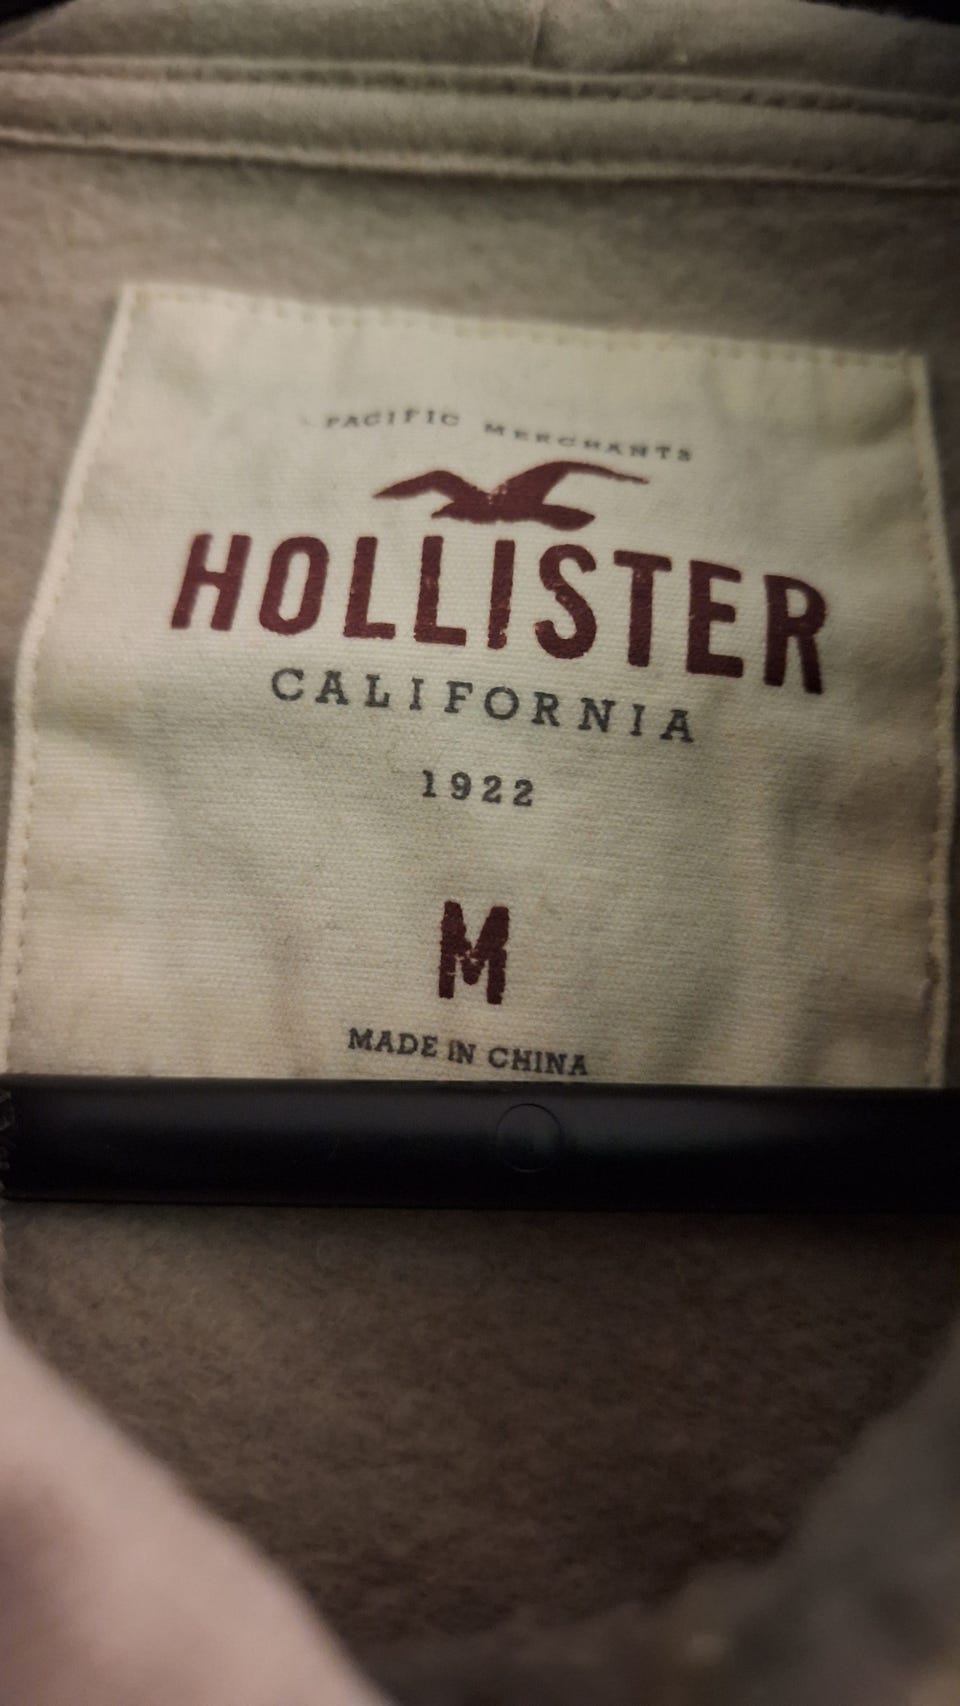 PACIFIC MERCHANTS
HOLLISTER
CALIFORNIA
1922
M
MADE IN CHINA